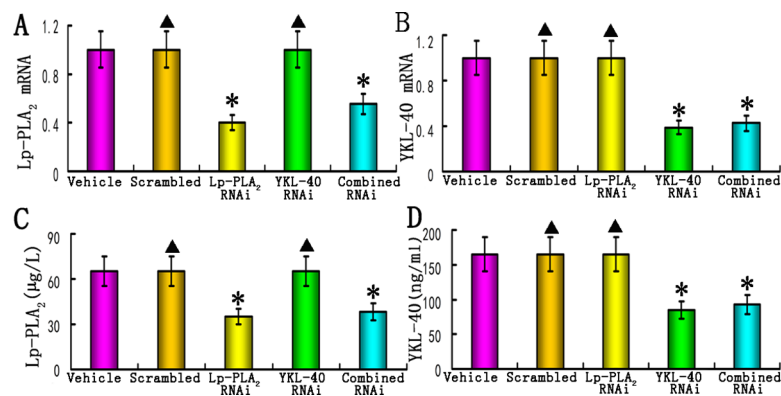 A
Lp-PLA₂ mRNA
1.2
0.8
0.4
0
▲
*
▲
*
Vehicle Scrambled Lp-PLA₂ RNAi YKL-40 RNAi Combined RNAi
B
YKL-40 mRNA
1.2
0.8
0.4
0
▲
▲
*
*
Vehicle Scrambled Lp-PLA₂ RNAi YKL-40 RNAi Combined RNAi
C
Lp-PLA₂(μg/L)
90
60
30
0
▲
*
▲
*
Vehicle Scrambled Lp-PLA₂ RNAi YKL-40 RNAi Combined RNAi
D
YKL-40(ng/ml)
200
150
100
50
0
▲
▲
*
*
Vehicle Scrambled Lp-PLA₂ RNAi YKL-40 RNAi Combined RNAi